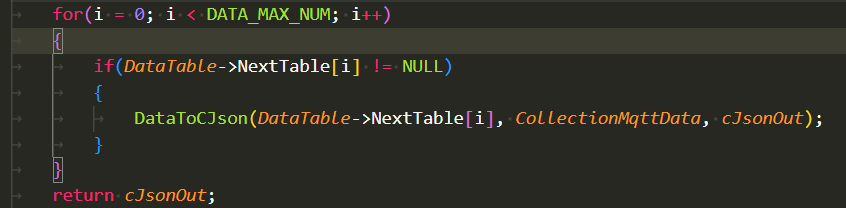 for(i = 0; i < DATA_MAX_NUM; i++)
{
if(DataTable->NextTable[i] != NULL)
{
DataToCJson(DataTable->NextTable[i], CollectionMqttData, cJsonOut);
}
}
return cJsonOut;